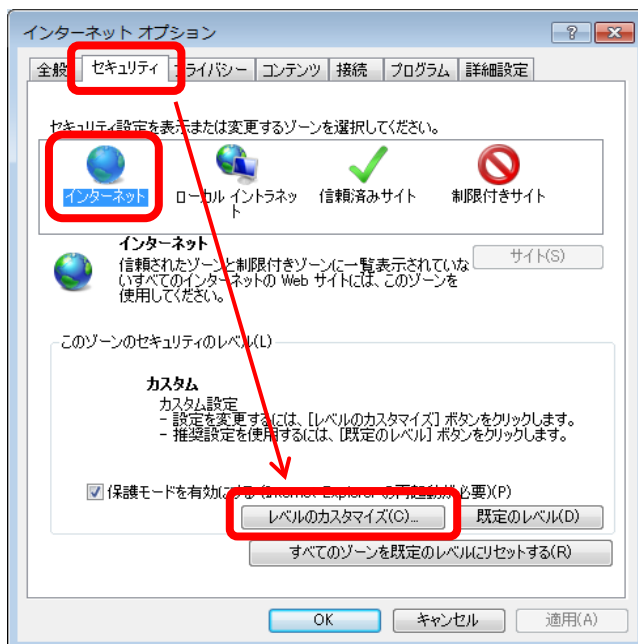 インターネット オプション
全般 セキュリティ プライバシー コンテンツ 接続 プログラム 詳細設定
セキュリティ設定を表示または変更するゾーンを選択してください。
インターネット ローカル イントラネッ 信頼済みサイト 制限付きサイト
ト
インターネット
サイト(S)
信頼されたゾーンと制限付きゾーンに一覧表示されていな
いすべてのインターネットの Web サイトには、このゾーンを
使用してください。
このゾーンのセキュリティのレベル(L)
カスタム
カスタム設定
- 設定を変更するには、[レベルのカスタマイズ] ボタンをクリックします。
- 推奨設定を使用するには、[既定のレベル] ボタンをクリックします。
保護モードを有効にする (Internet Explorer の再起動が必要)(P)
レベルのカスタマイズ(C)... 既定のレベル(D)
すべてのゾーンを既定のレベルにリセットする(R)
OK キャンセル 適用(A)